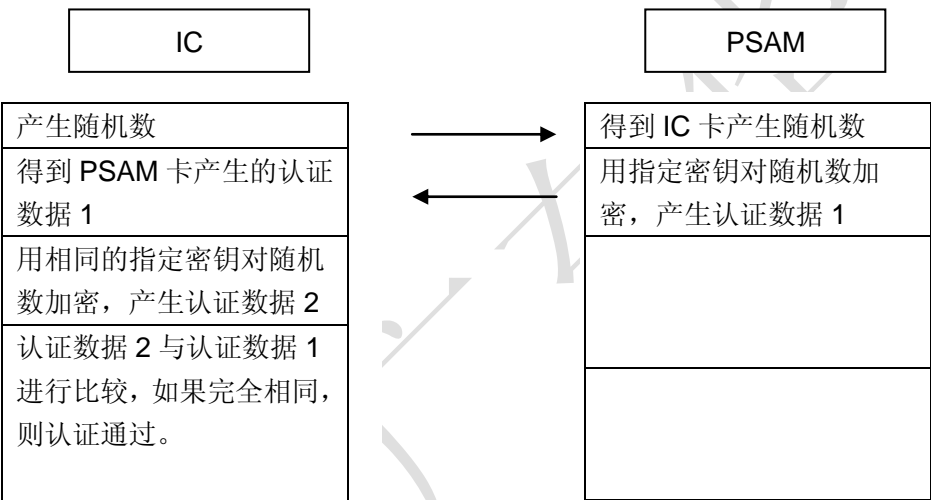 IC
PSAM
产生随机数
得到 IC 卡产生随机数
得到 PSAM 卡产生的认证
数据 1
用指定密钥对随机数加
密，产生认证数据 1
用相同的指定密钥对随机
数加密，产生认证数据 2
认证数据 2 与认证数据 1
进行比较，如果完全相同，
则认证通过。